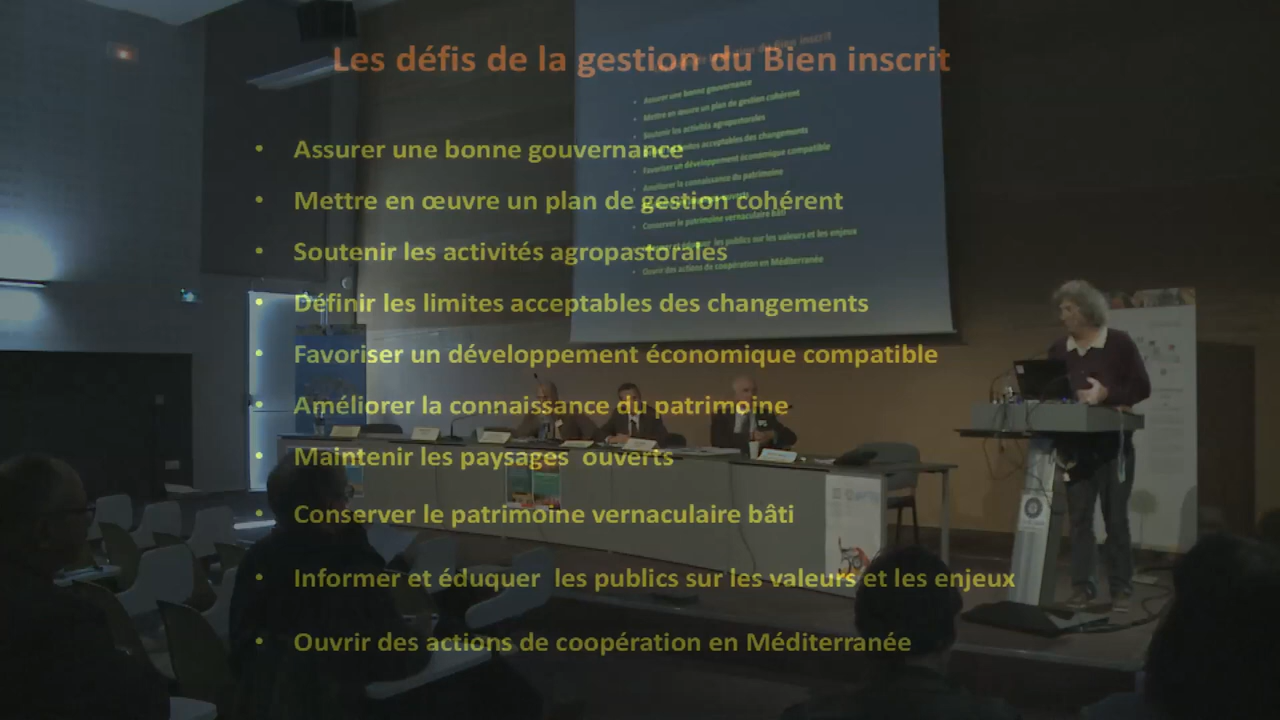 Les défis de la gestion du Bien inscrit
• Assurer une bonne gouvernance
• Mettre en œuvre un plan de gestion cohérent
• Soutenir les activités agropastorales
• Définir les limites acceptables des changements
• Favoriser un développement économique compatible
• Améliorer la connaissance du patrimoine
• Maintenir les paysages  ouverts
• Conserver le patrimoine vernaculaire bâti
• Informer et éduquer  les publics sur les valeurs et les enjeux
• Ouvrir des actions de coopération en Méditerranée